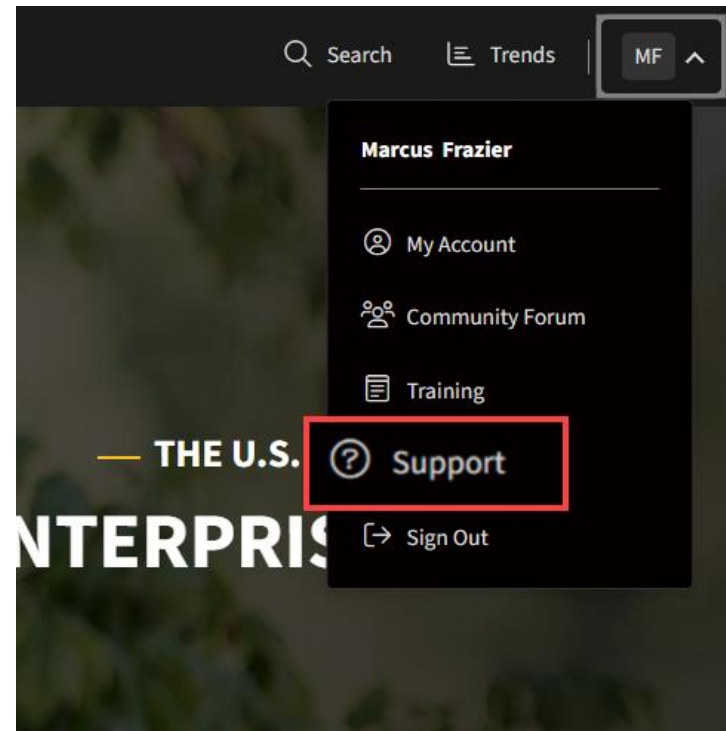 Search Trends MF
Marcus Frazier
My Account
Community Forum
Training
THE U.S.
Support
NTERPRIS
Sign Out